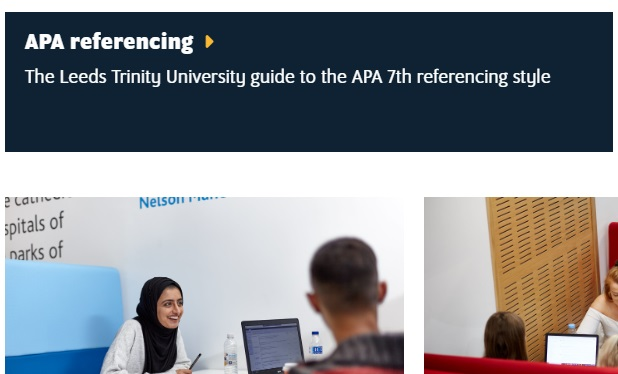 APA referencing
The Leeds Trinity University guide to the APA 7th referencing style
spitals of
parks of
Nelson